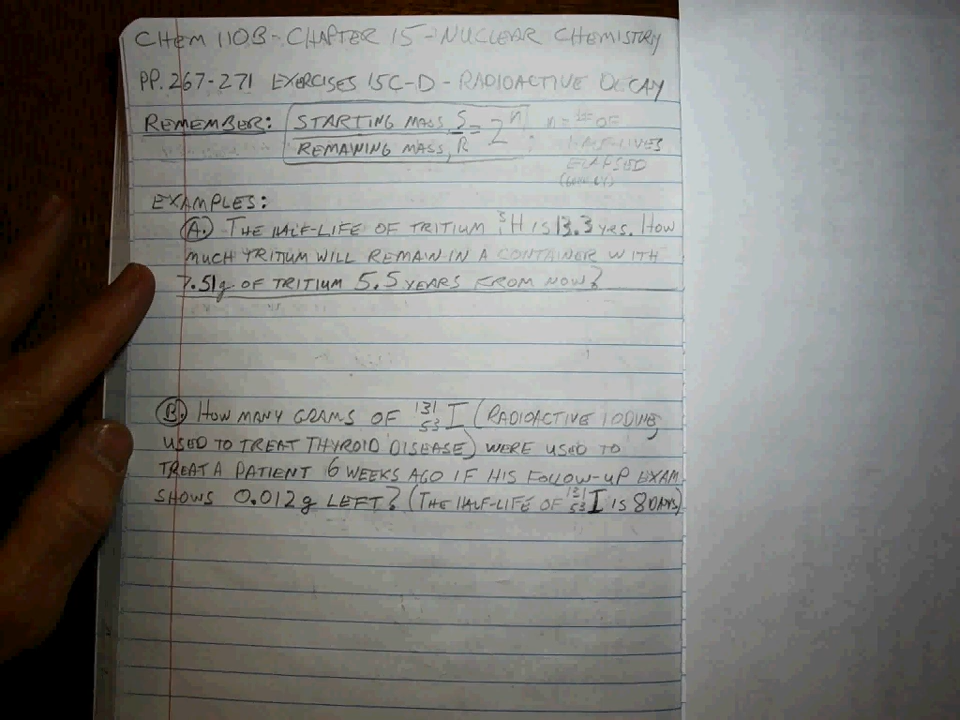 CHEM 110B - CHAPTER 15 - NUCLEAR CHEMISTRY
PP. 267-271 EXERCISES 15C-D - RADIOACTIVE DECAY
REMEMBER: STARTING MASS, S = 2^n n = # OF
REMAINING MASS, R HALF-LIVES
ELAPSED
EXAMPLES:
A. THE HALF-LIFE OF TRITIUM ³₁H IS 13.3 yrs. HOW
MUCH TRITIUM WILL REMAIN IN A CONTAINER WITH
7.51g OF TRITIUM 5.5 YEARS FROM NOW?
B. HOW MANY GRAMS OF ¹³¹₅₃I (RADIOACTIVE IODINE,
USED TO TREAT THYROID DISEASE) WERE USED TO
TREAT A PATIENT 6 WEEKS AGO IF HIS FOLLOW-UP EXAM
SHOWS 0.012g LEFT? (THE HALF-LIFE OF ¹³¹₅₃I IS 8 DAYS)